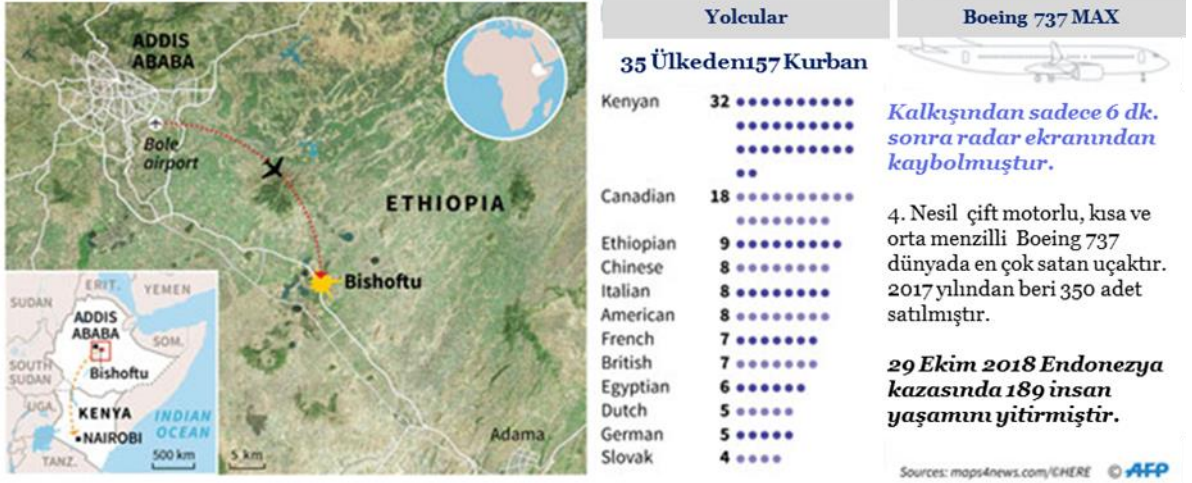 ADDIS
ABABA
Bole
airport
ETHIOPIA
Bishoftu
Adama
5 km
ERIT.
YEMEN
SUDAN
ADDIS
ABABA
SOM.
SOUTH
SUDAN
Bishoftu
UGA.
KENYA
INDIAN
OCEAN
NAIROBI
TANZ.
500 km
Yolcular
35 Ülkeden157 Kurban
Kenyan 32
Canadian 18
Ethiopian 9
Chinese 8
Italian 8
American 8
French 7
British 7
Egyptian 6
Dutch 5
German 5
Slovak 4
Boeing 737 MAX
Kalkışından sadece 6 dk.
sonra radar ekranından
kaybolmuştur.
4. Nesil çift motorlu, kısa ve
orta menzilli Boeing 737
dünyada en çok satan uçaktır.
2017 yılından beri 350 adet
satılmıştır.
29 Ekim 2018 Endonezya
kazasında 189 insan
yaşamını yitirmiştir.
Sources: maps4news.com/©HERE © AFP